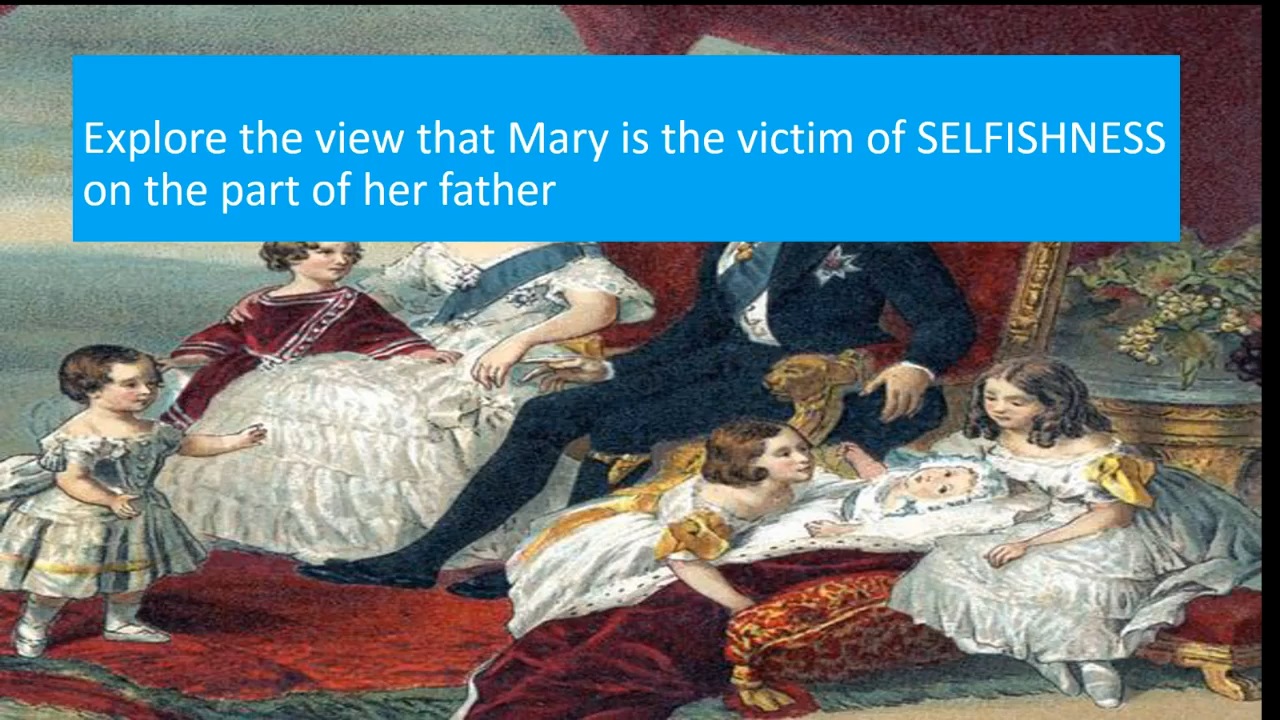 Explore the view that Mary is the victim of SELFISHNESS
on the part of her father